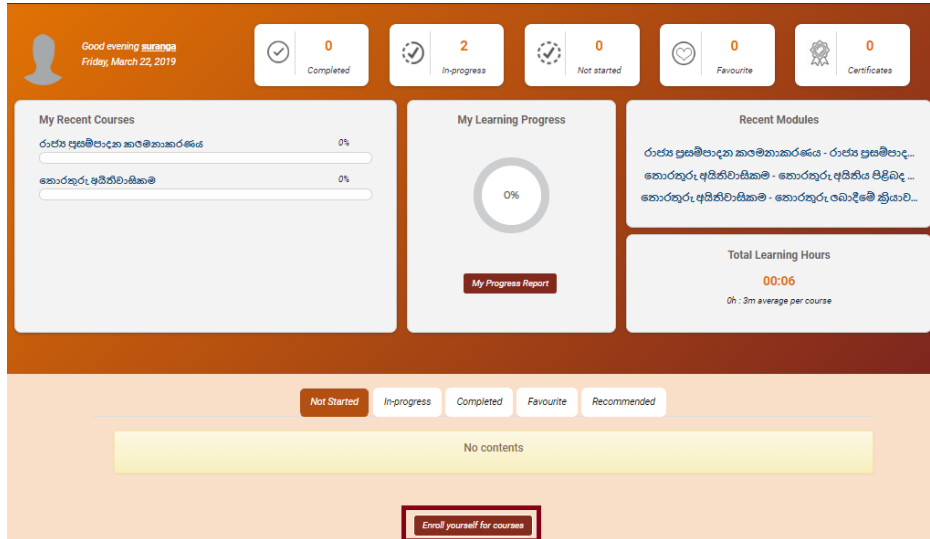 Good evening suranga
Friday, March 22, 2019
0
Completed
2
In-progress
0
Not started
0
Favourite
0
Certificates
My Recent Courses
රාජ්‍ය ප්‍රසම්පාදන කළමනාකරණය 0%
තොරතුරු අයිතිවාසිකම 0%
My Learning Progress
0%
My Progress Report
Recent Modules
රාජ්‍ය ප්‍රසම්පාදන කළමනාකරණය - රාජ්‍ය ප්‍රසම්පාද...
තොරතුරු අයිතිවාසිකම - තොරතුරු අයිතිය පිළිබද ...
තොරතුරු අයිතිවාසිකම - තොරතුරු බෙදීමේ ක්‍රියාව...
Total Learning Hours
00:06
0h : 3m average per course
Not Started In-progress Completed Favourite Recommended
No contents
Enroll yourself for courses